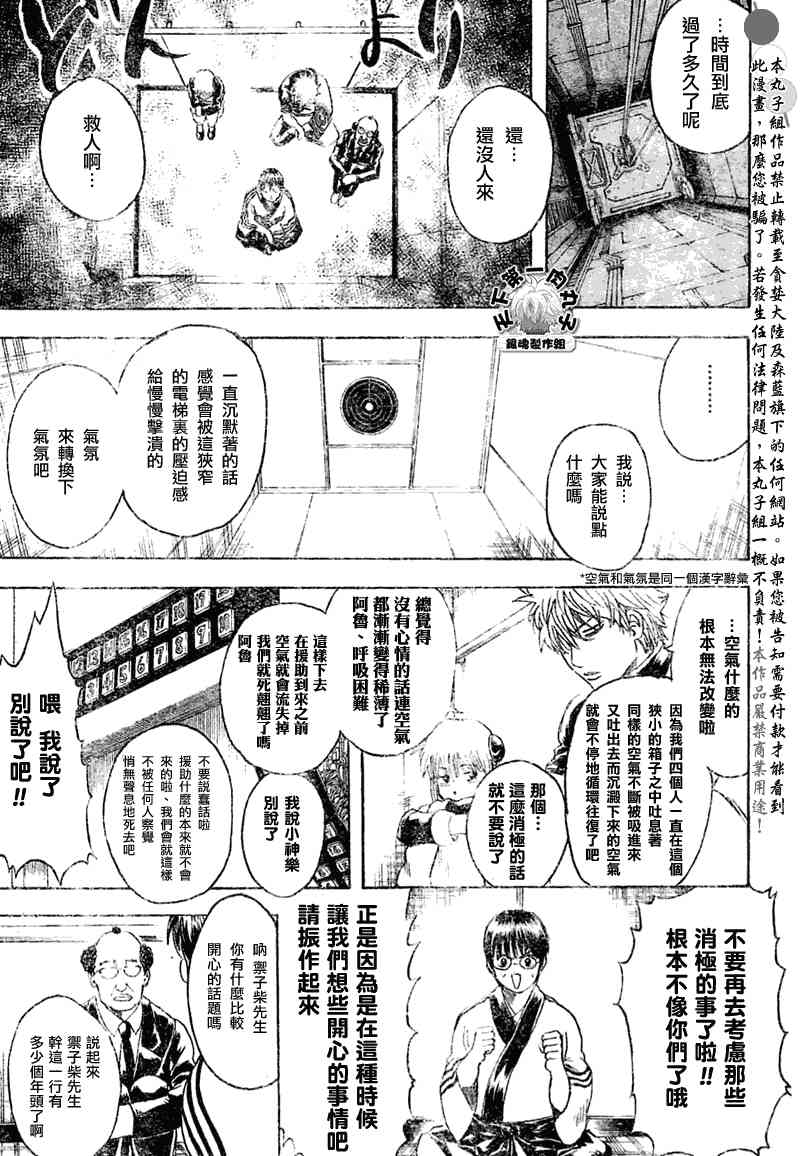 …時間到底
過了多久了呢
還…
還沒人來
救人啊…
天下第一肉丸子
銀魂製作組
………
我說…
大家能說點
什麼嗎
一直沉默著的話
感覺會被這狹窄
的電梯裏的壓迫感
給慢慢擊潰的
氣氛
來轉換下
氣氛吧
*空氣和氣氛是同一個漢字辭彙
…空氣什麼的
根本無法改變啦
因為我們四個人一直在這個
狹小的箱子之中吐息著
同樣的空氣不斷被吸進來
又吐出去而沉澱下來的空氣
就會不停地循環往復了吧
那個…
這麼消極的話
就不要說了
總覺得
沒有心情的話連空氣
都漸漸變得稀薄了
阿魯、呼吸困難
這樣下去
在援助到來之前
空氣就會流失掉
我們就死翹翹了嗎
阿魯
我說小神樂
別說了
不要說蠢話啦
援助什麼的本來就不會
來的啦、我們會就這樣
不被任何人察覺
悄無聲息地死去吧
喂 我說了
別說了吧!!
不要再去考慮那些
消極的事了啦!!
根本不像你們了哦
正是因為是在這種時候
讓我們想些開心的事情吧
請振作起來
吶 禦子柴先生
你有什麼比較
開心的話題嗎
說起來
禦子柴先生
幹這一行有
多少個年頭了啊
本丸子組作品禁止轉載至貪婪大陸及森藍旗下的任何網站。如果您被告知需要付款才能看到
此漫畫，那麼您被騙了。若發生任何法律問題，本丸子組一概不負責！本作品嚴禁商業用途！